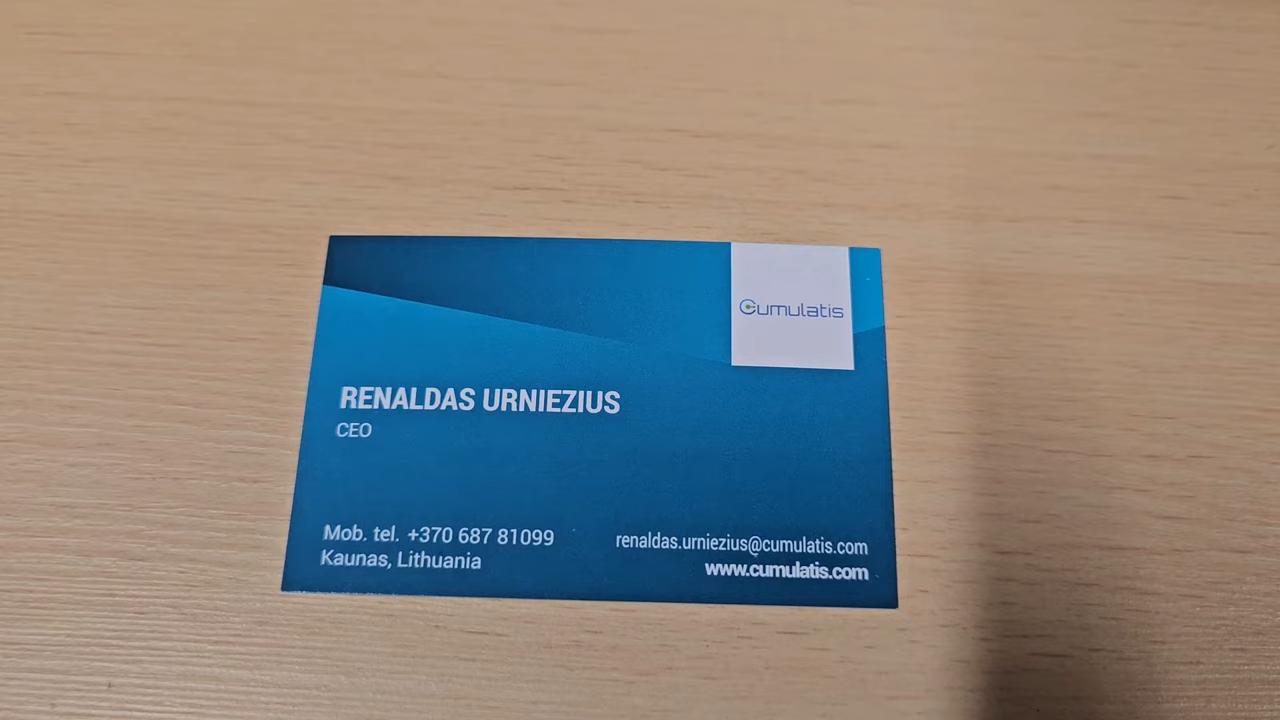 Cumulatis
RENALDAS URNIEZIUS
CEO
Mob. tel. +370 687 81099
Kaunas, Lithuania
renaldas.urniezius@cumulatis.com
www.cumulatis.com